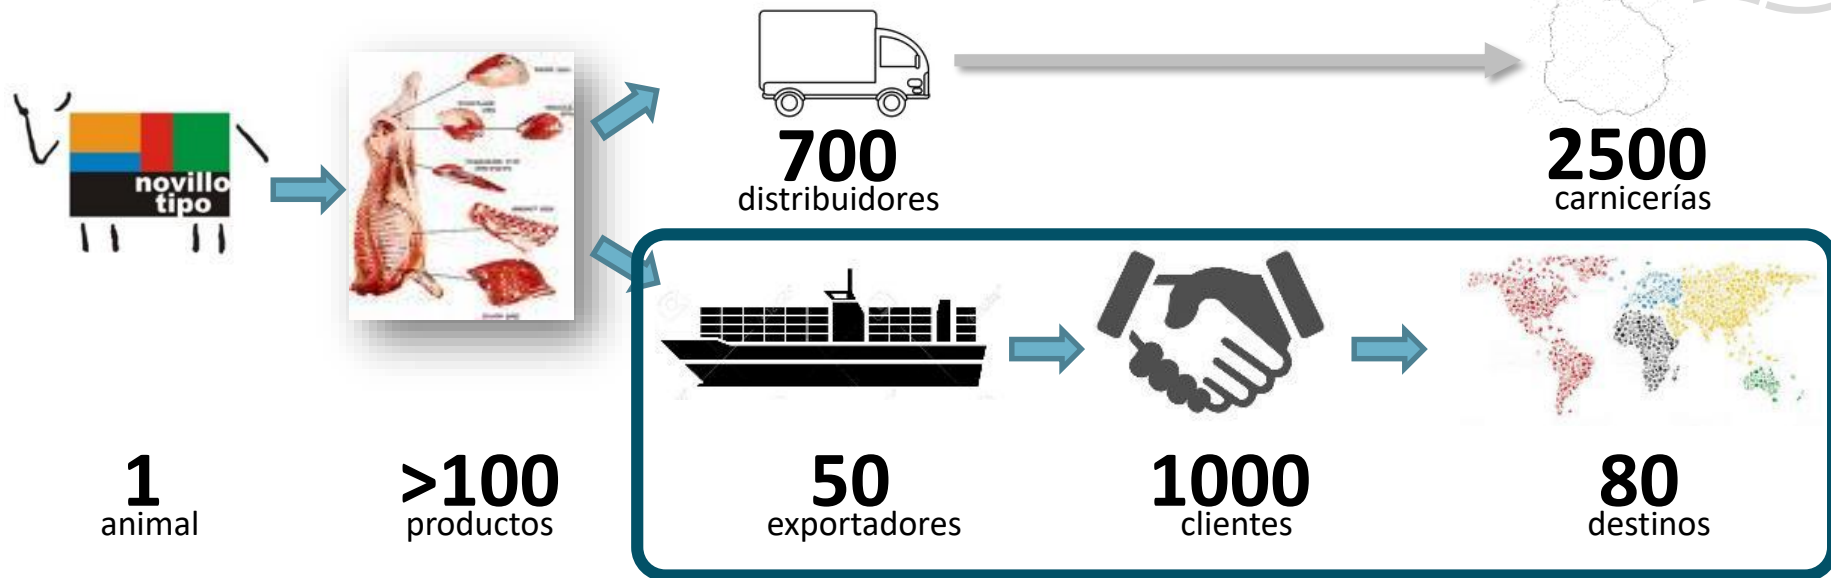 novillo
tipo
700
distribuidores
2500
carnicerías
1
animal
>100
productos
50
exportadores
1000
clientes
80
destinos